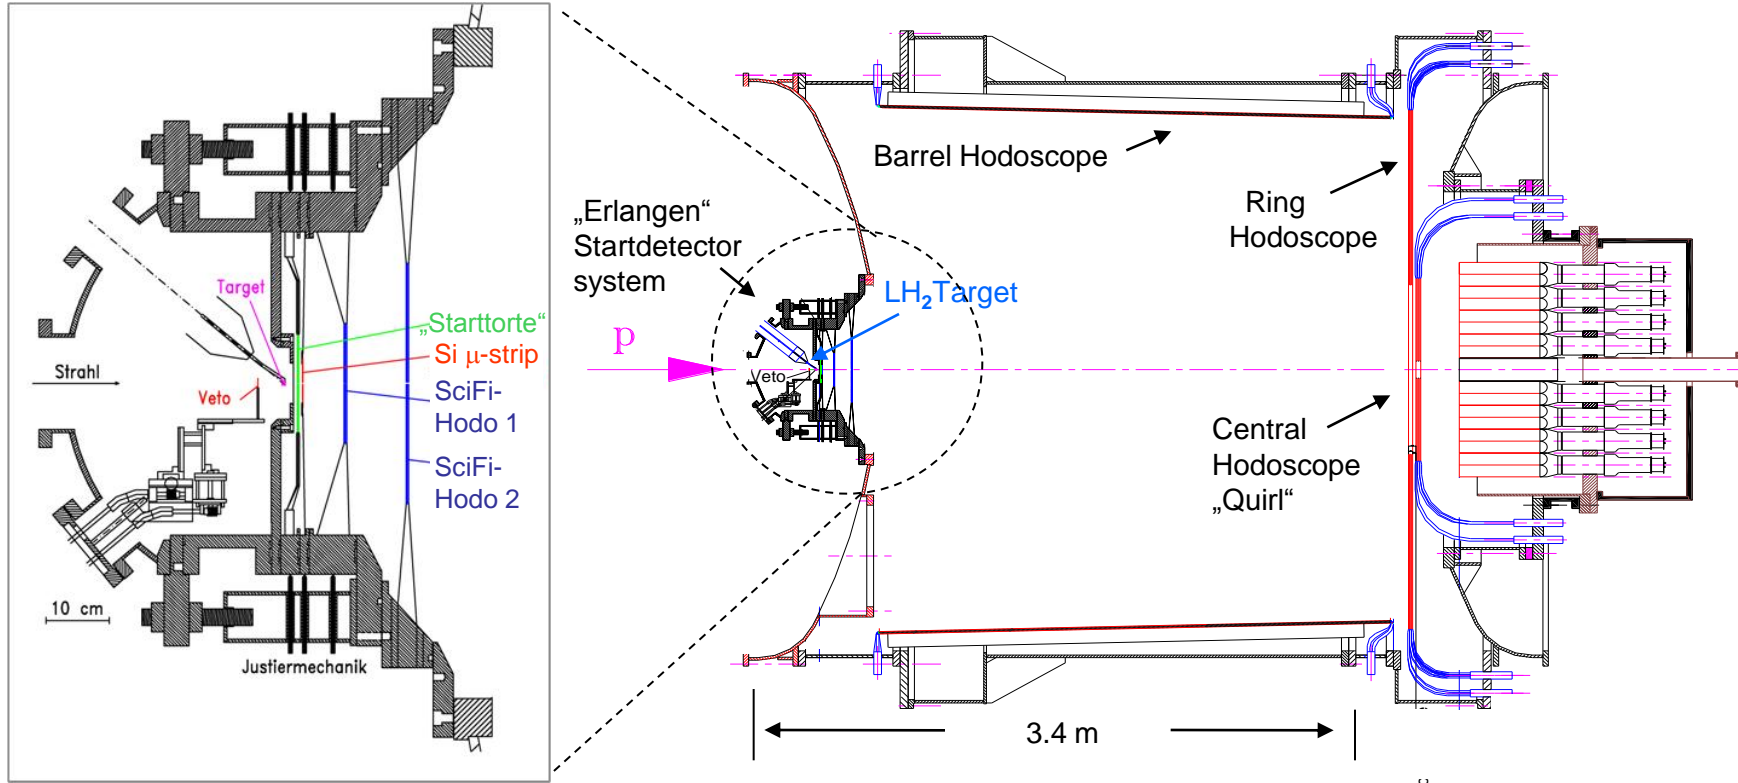 Target
„Starttorte“
Si μ-strip
Strahl
Veto
SciFi-
Hodo 1
SciFi-
Hodo 2
10 cm
Justiermechanik
Barrel Hodoscope
„Erlangen“
Startdetector
system
Ring
Hodoscope
LH2Target
p
Veto
Central
Hodoscope
„Quirl“
3.4 m